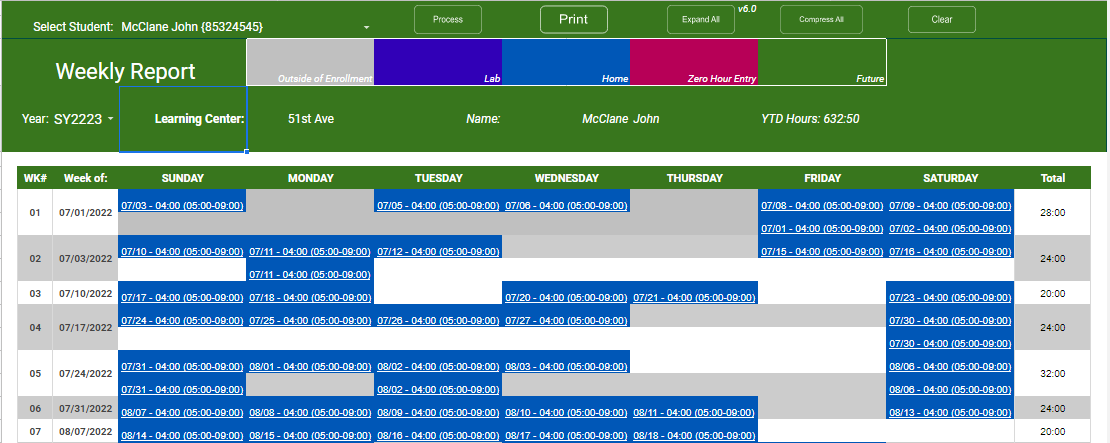 Select Student: McClane John {85324545} Process Print Expand All v6.0 Compress All Clear
Weekly Report Outside of Enrollment Lab Home Zero Hour Entry Future
Year: SY2223 Learning Center: 51st Ave Name: McClane John YTD Hours: 632:50
WK# Week of: SUNDAY MONDAY TUESDAY WEDNESDAY THURSDAY FRIDAY SATURDAY Total
01 07/01/2022 07/03 - 04:00 (05:00-09:00) 07/05 - 04:00 (05:00-09:00) 07/06 - 04:00 (05:00-09:00) 07/08 - 04:00 (05:00-09:00) 07/09 - 04:00 (05:00-09:00) 28:00
07/01 - 04:00 (05:00-09:00) 07/02 - 04:00 (05:00-09:00)
02 07/03/2022 07/10 - 04:00 (05:00-09:00) 07/11 - 04:00 (05:00-09:00) 07/12 - 04:00 (05:00-09:00) 07/15 - 04:00 (05:00-09:00) 07/16 - 04:00 (05:00-09:00) 24:00
07/11 - 04:00 (05:00-09:00)
03 07/10/2022 07/17 - 04:00 (05:00-09:00) 07/18 - 04:00 (05:00-09:00) 07/20 - 04:00 (05:00-09:00) 07/21 - 04:00 (05:00-09:00) 07/23 - 04:00 (05:00-09:00) 20:00
04 07/17/2022 07/24 - 04:00 (05:00-09:00) 07/25 - 04:00 (05:00-09:00) 07/26 - 04:00 (05:00-09:00) 07/27 - 04:00 (05:00-09:00) 07/30 - 04:00 (05:00-09:00) 24:00
07/30 - 04:00 (05:00-09:00)
05 07/24/2022 07/31 - 04:00 (05:00-09:00) 08/01 - 04:00 (05:00-09:00) 08/02 - 04:00 (05:00-09:00) 08/03 - 04:00 (05:00-09:00) 08/06 - 04:00 (05:00-09:00) 32:00
07/31 - 04:00 (05:00-09:00) 08/02 - 04:00 (05:00-09:00) 08/06 - 04:00 (05:00-09:00)
06 07/31/2022 08/07 - 04:00 (05:00-09:00) 08/08 - 04:00 (05:00-09:00) 08/09 - 04:00 (05:00-09:00) 08/10 - 04:00 (05:00-09:00) 08/11 - 04:00 (05:00-09:00) 08/13 - 04:00 (05:00-09:00) 24:00
07 08/07/2022 08/14 - 04:00 (05:00-09:00) 08/15 - 04:00 (05:00-09:00) 08/16 - 04:00 (05:00-09:00) 08/17 - 04:00 (05:00-09:00) 08/18 - 04:00 (05:00-09:00) 20:00